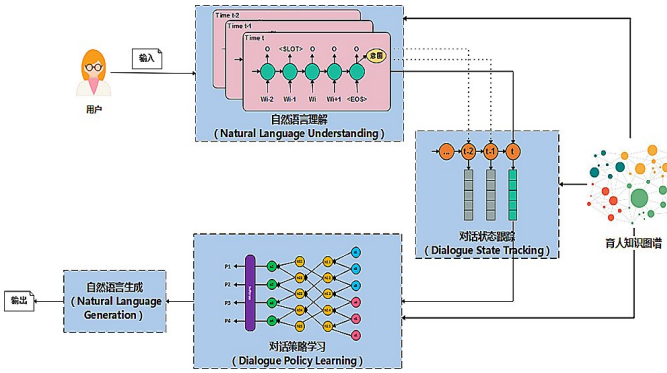 Time t-2
Time t-1
Time t
O <SLOT> O O O 意图
Wi-2 Wi-1 Wi Wi+1 <EOS>
输入
用户
自然语言理解
(Natural Language Understanding)
... t-2 t-1 t
对话状态跟踪
(Dialogue State Tracking)
育人知识图谱
P1
P2
P3
P4
对话策略学习
(Dialogue Policy Learning)
自然语言生成
(Natural Language
Generation)
输出